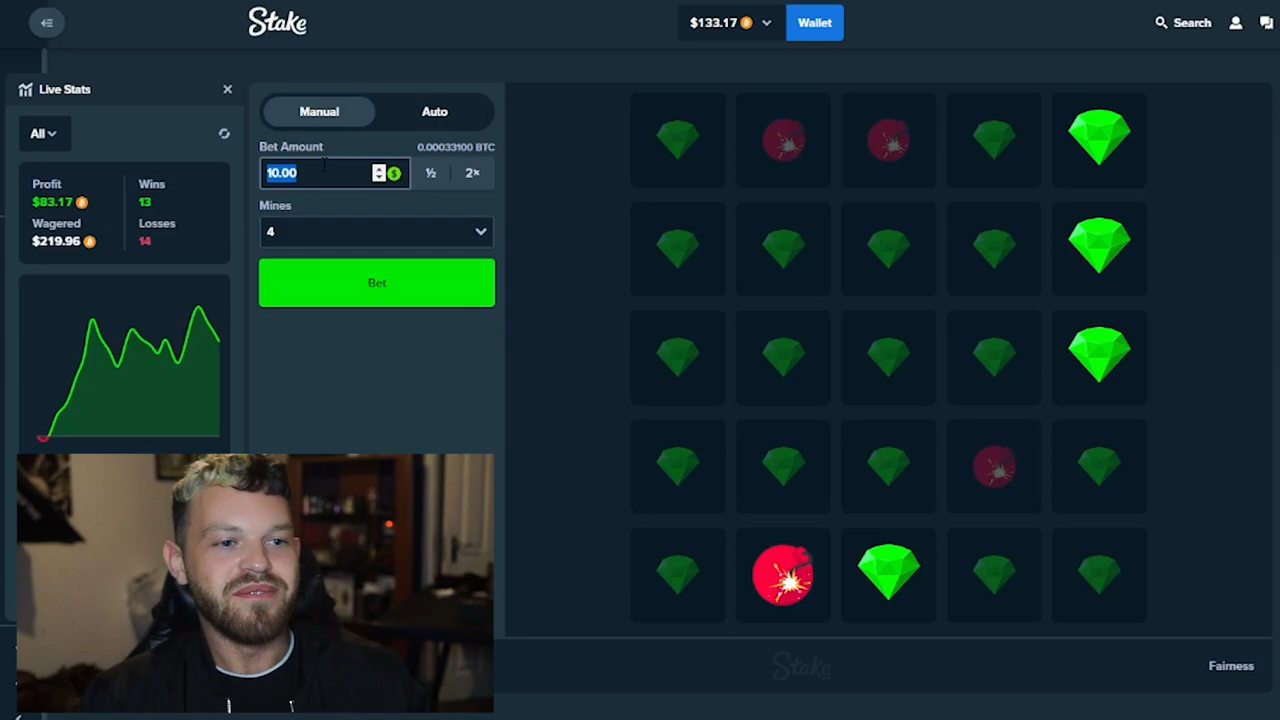 Stake
$133.17
Wallet
Search
Live Stats
All
Profit
Wins
$83.17
13
Wagered
Losses
$219.96
14
Manual
Auto
Bet Amount
0.00033100 BTC
10.00
½
2×
Mines
4
Bet
Stake
Fairness